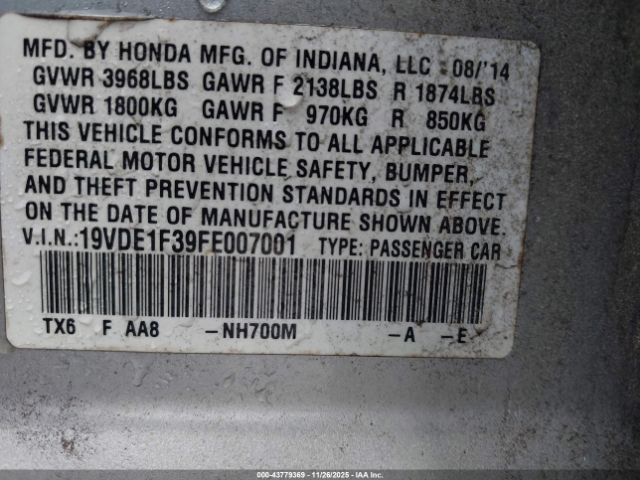 MFD. BY HONDA MFG. OF INDIANA, LLC 08/'14
GVWR 3968LBS GAWR F 2138LBS R 1874LBS
GVWR 1800KG GAWR F 970KG R 850KG
THIS VEHICLE CONFORMS TO ALL APPLICABLE
FEDERAL MOTOR VEHICLE SAFETY, BUMPER,
AND THEFT PREVENTION STANDARDS IN EFFECT
ON THE DATE OF MANUFACTURE SHOWN ABOVE.
V.I.N.:19VDE1F39FE007001 TYPE: PASSENGER CAR
TX6 F AA8 -NH700M -A -E
000-43779369 11/26/2025 IAAI.COM